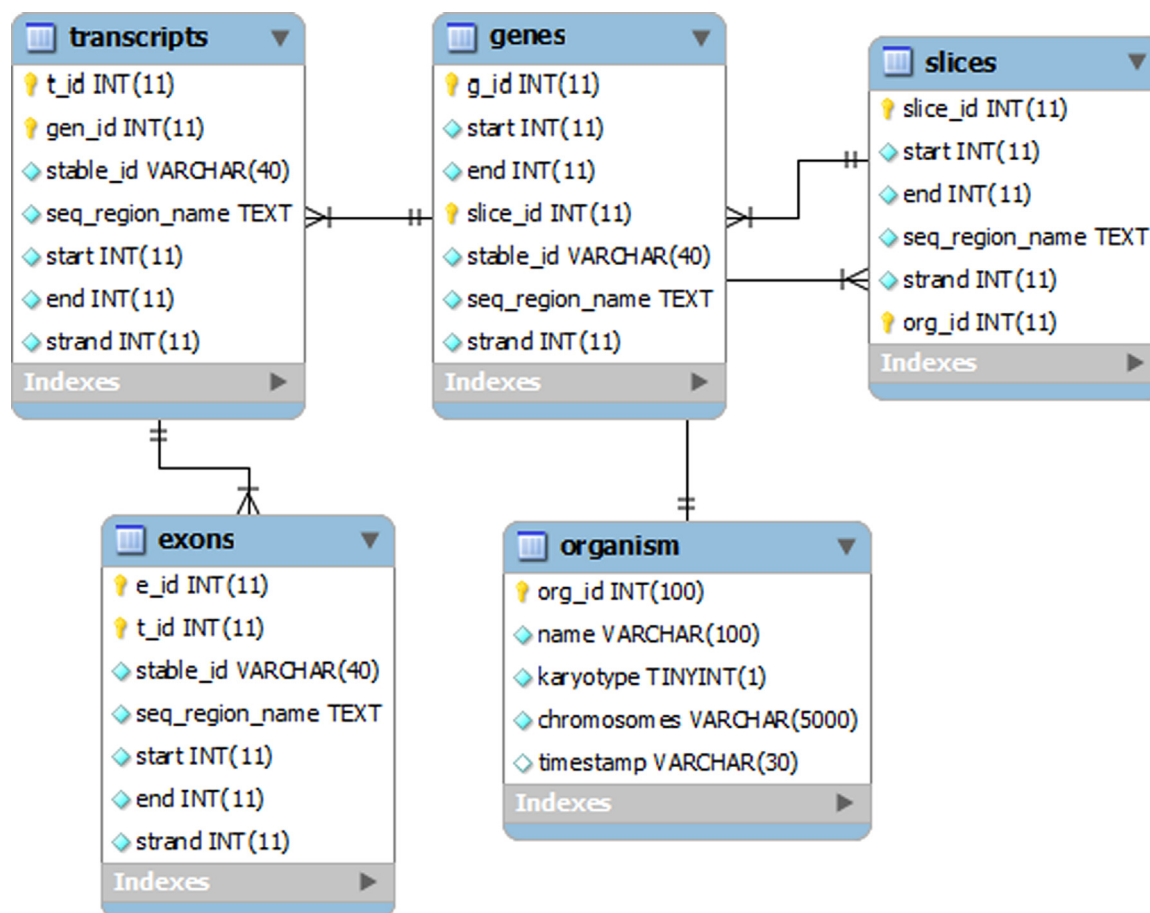 transcripts
t_id INT(11)
gen_id INT(11)
stable_id VARCHAR(40)
seq_region_name TEXT
start INT(11)
end INT(11)
strand INT(11)
Indexes
genes
g_id INT(11)
start INT(11)
end INT(11)
slice_id INT(11)
stable_id VARCHAR(40)
seq_region_name TEXT
strand INT(11)
Indexes
slices
slice_id INT(11)
start INT(11)
end INT(11)
seq_region_name TEXT
strand INT(11)
org_id INT(11)
Indexes
exons
e_id INT(11)
t_id INT(11)
stable_id VARCHAR(40)
seq_region_name TEXT
start INT(11)
end INT(11)
strand INT(11)
Indexes
organism
org_id INT(100)
name VARCHAR(100)
karyotype TINYINT(1)
chromosomes VARCHAR(5000)
timestamp VARCHAR(30)
Indexes